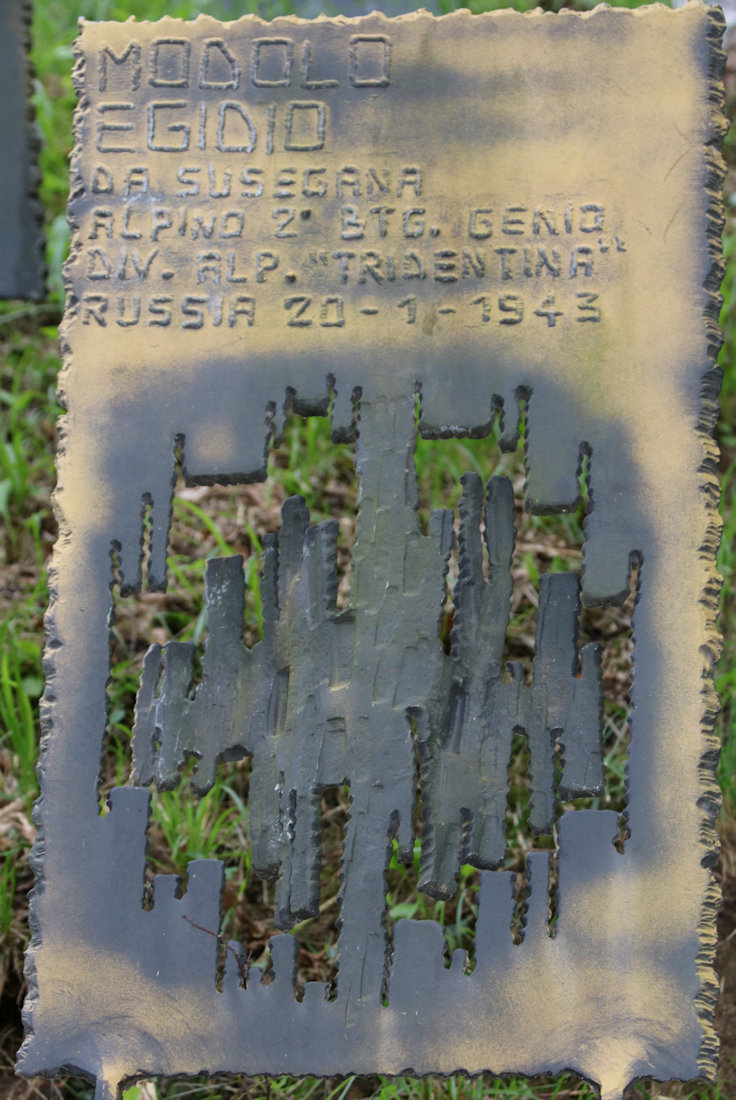 MODOLO
EGIDIO
DA SUSEGANA
ALPINO 2° BTG. GENIO
DIV. ALP. "TRIDENTINA"
RUSSIA 20-1-1943